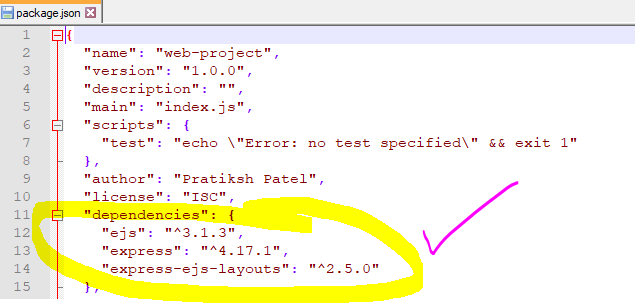 package.json
1 {
2 "name": "web-project",
3 "version": "1.0.0",
4 "description": "",
5 "main": "index.js",
6 "scripts": {
7 "test": "echo \"Error: no test specified\" && exit 1"
8 },
9 "author": "Pratiksh Patel",
10 "license": "ISC",
11 "dependencies": {
12 "ejs": "^3.1.3",
13 "express": "^4.17.1",
14 "express-ejs-layouts": "^2.5.0"
15 },